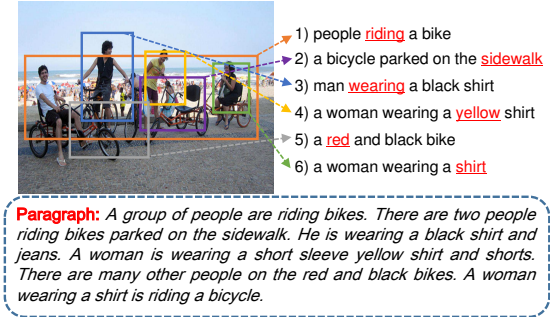 1) people riding a bike
2) a bicycle parked on the sidewalk
3) man wearing a black shirt
4) a woman wearing a yellow shirt
5) a red and black bike
6) a woman wearing a shirt
Paragraph: A group of people are riding bikes. There are two people
riding bikes parked on the sidewalk. He is wearing a black shirt and
jeans. A woman is wearing a short sleeve yellow shirt and shorts.
There are many other people on the red and black bikes. A woman
wearing a shirt is riding a bicycle.